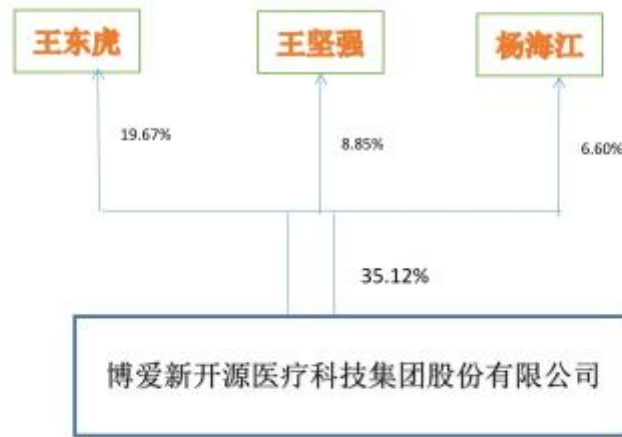 王东虎 王坚强 杨海江
19.67% 8.85% 6.60%
35.12%
博爱新开源医疗科技集团股份有限公司